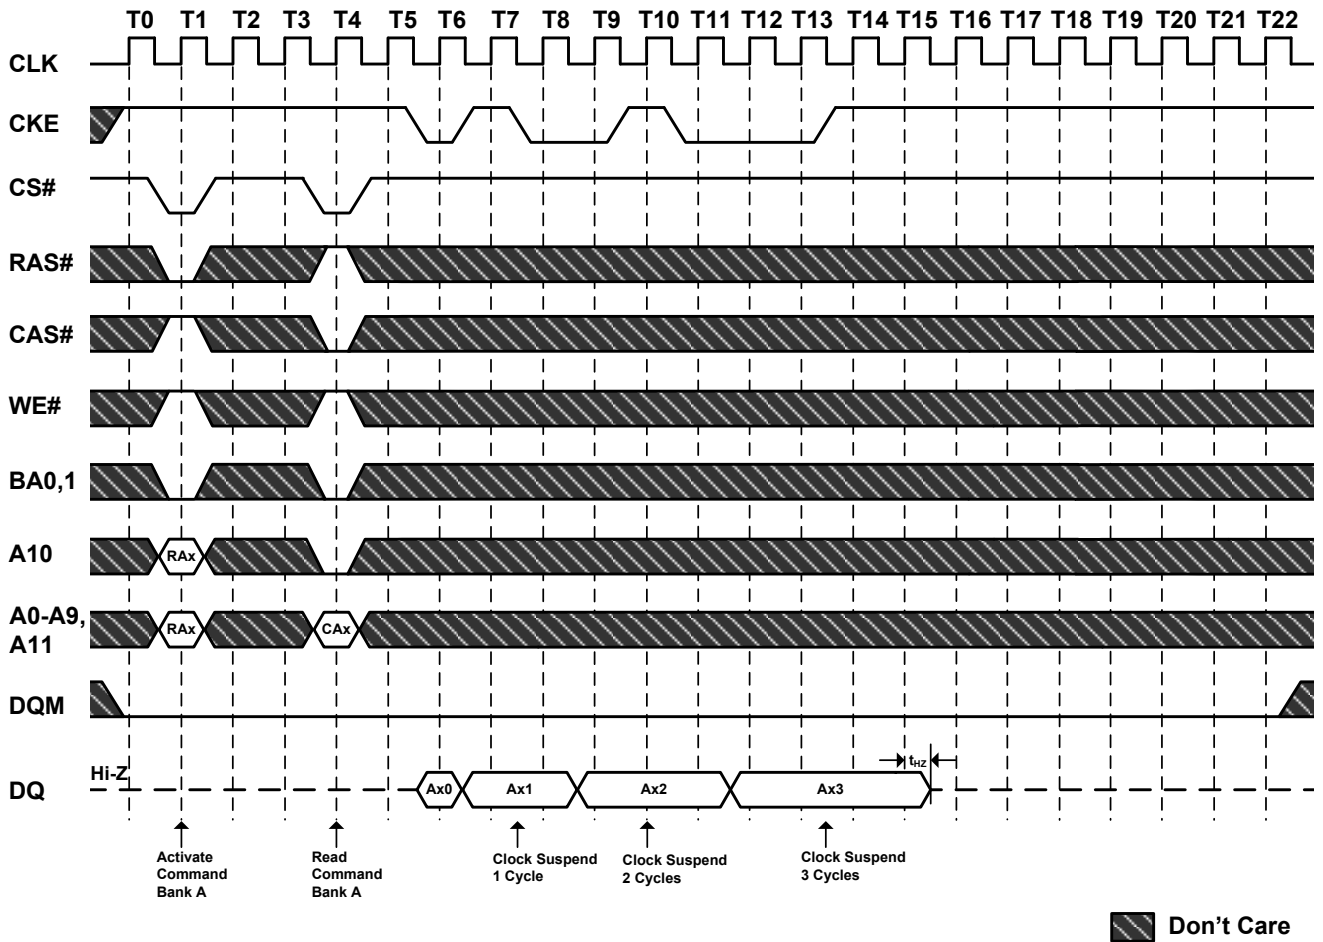 T0 T1 T2 T3 T4 T5 T6 T7 T8 T9 T10 T11 T12 T13 T14 T15 T16 T17 T18 T19 T20 T21 T22
CLK
CKE
CS#
RAS#
CAS#
WE#
BA0,1
A10
RAx
A0-A9,
A11
RAx
CAx
DQM
tHZ
Hi-Z
DQ
Ax0
Ax1
Ax2
Ax3
Activate
Command
Bank A
Read
Command
Bank A
Clock Suspend
1 Cycle
Clock Suspend
2 Cycles
Clock Suspend
3 Cycles
Don't Care